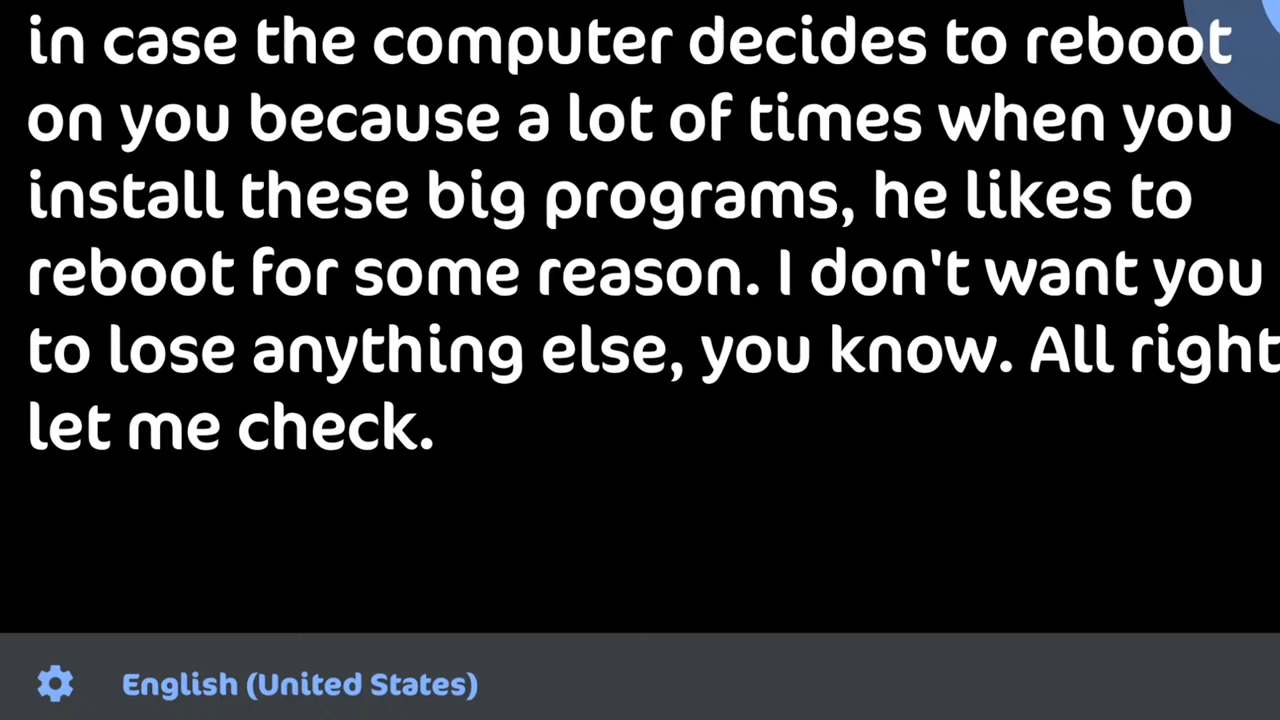 in case the computer decides to reboot
on you because a lot of times when you
install these big programs, he likes to
reboot for some reason. I don't want you
to lose anything else, you know. All right
let me check.
English (United States)